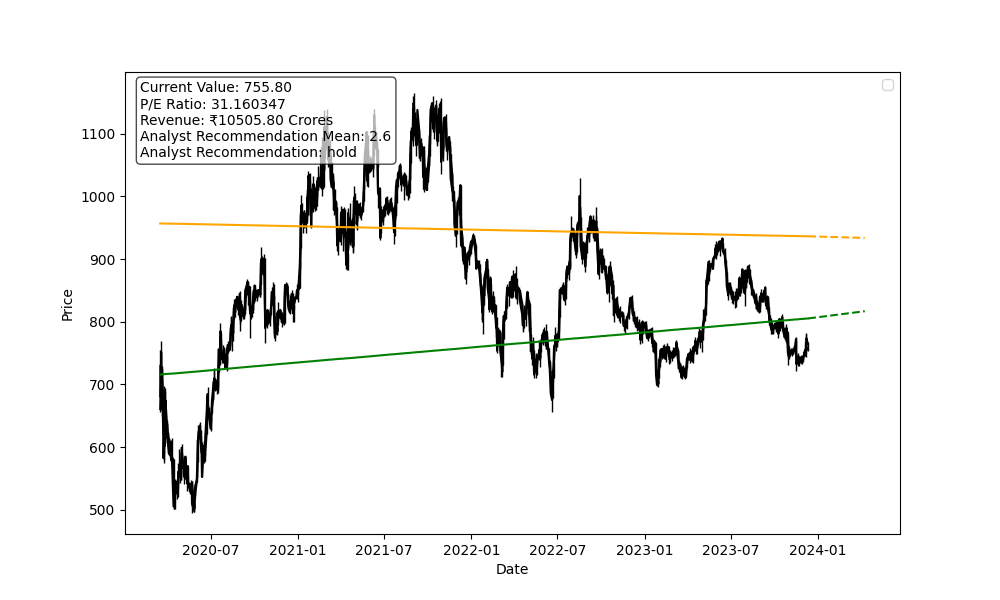 Current Value: 755.80
P/E Ratio: 31.160347
Revenue: ₹10505.80 Crores
Analyst Recommendation Mean: 2.6
Analyst Recommendation: hold
Price
1100
1000
900
800
700
600
500
2020-07 2021-01 2021-07 2022-01 2022-07 2023-01 2023-07 2024-01
Date